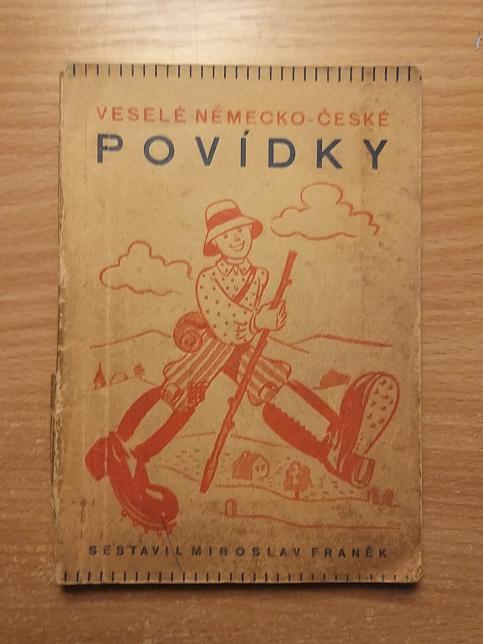 VESELÉ NĚMECKO-ČESKÉ
POVÍDKY
SESTAVIL MIROSLAV FRANĚK